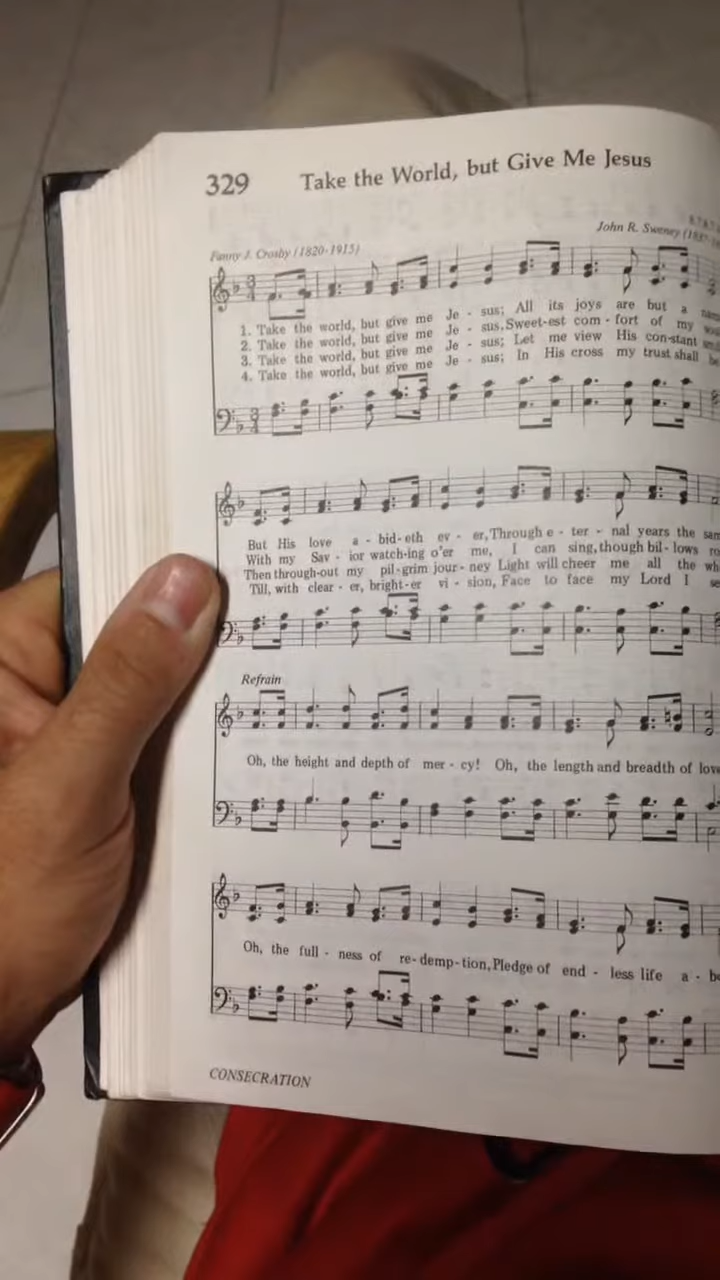 329 Take the World, but Give Me Jesus
Fanny J. Crosby (1820-1915)
John R. Sweney
1. Take the world, but give me Je - sus; All its joys are but a
2. Take the world, but give me Je - sus, Sweet-est com - fort of my
3. Take the world, but give me Je - sus; Let me view His con-stant
4. Take the world, but give me Je - sus; In His cross my trust shall
But His love a - bid-eth ev - er, Through e - ter - nal years the
With my Sav - ior watch-ing o'er me, I can sing, though bil - lows
Then through-out my pil-grim jour-ney Light will cheer me all the
Till, with clear - er, bright-er vi - sion, Face to face my Lord I
Refrain
Oh, the height and depth of mer - cy! Oh, the length and breadth of
Oh, the full - ness of re-demp-tion, Pledge of end - less life a -
CONSECRATION